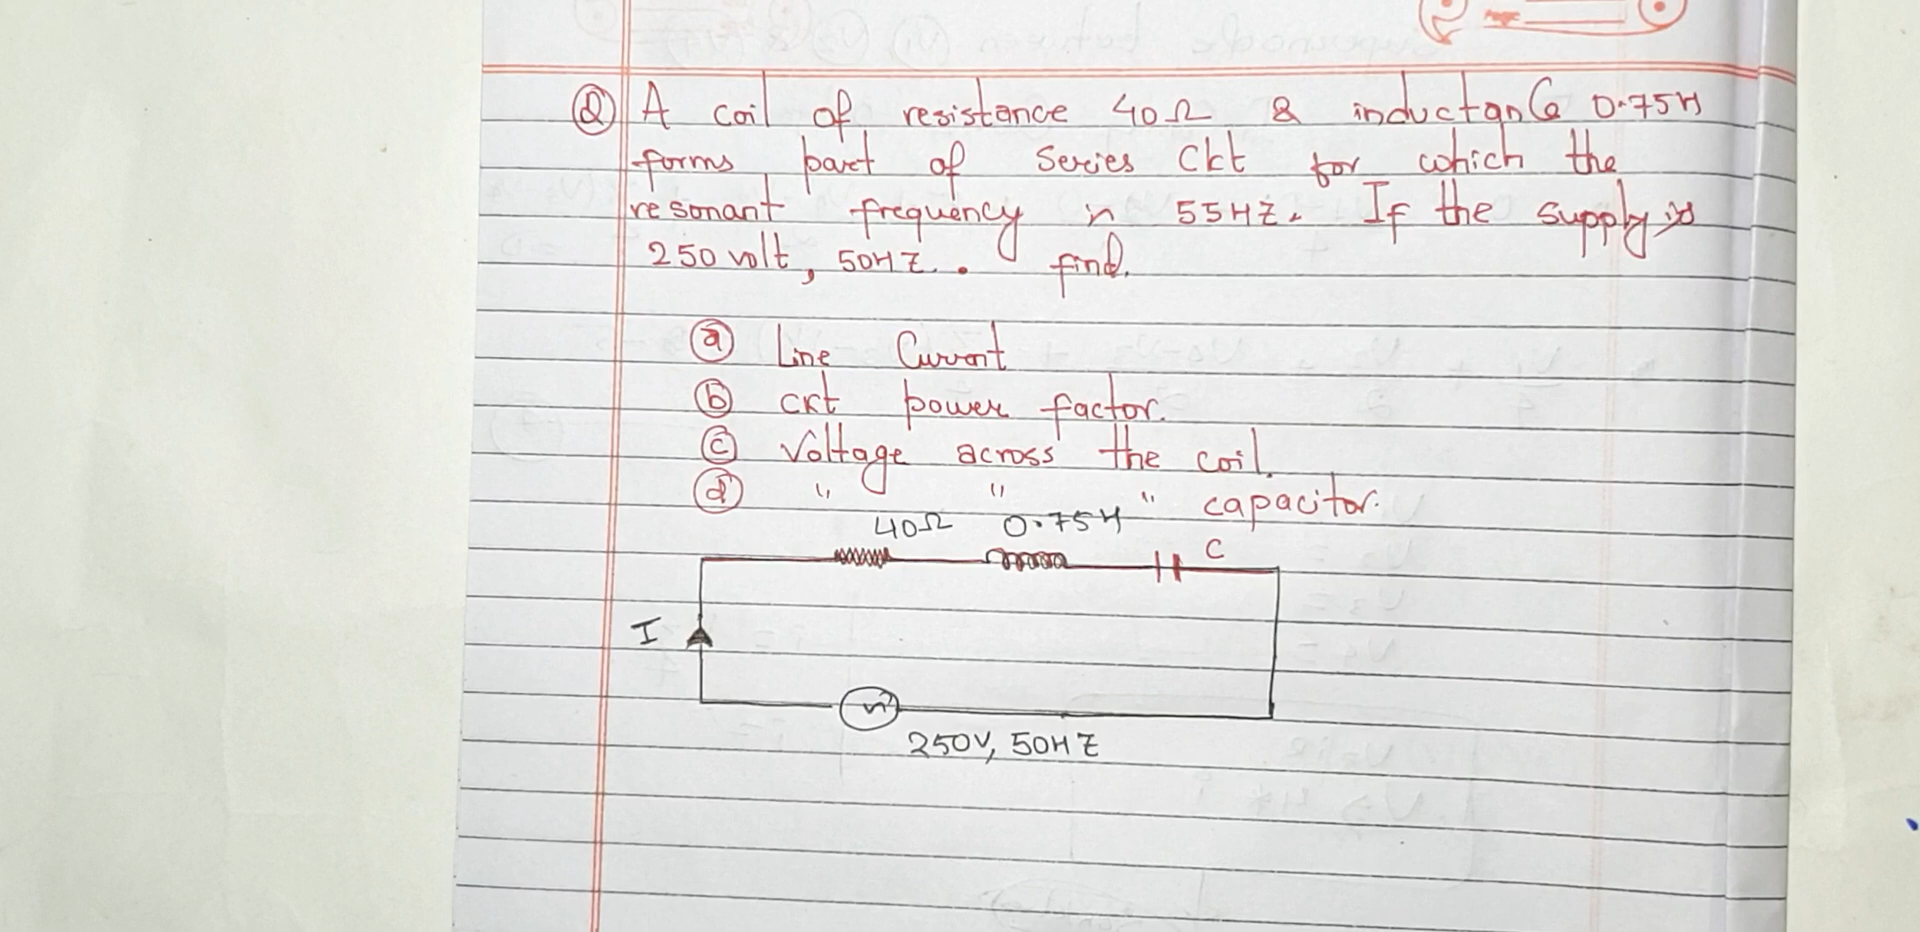 Q A coil of resistance 40Ω & inductance 0.75H
forms part of series ckt for which the
resonant frequency is 55Hz. If the supply is
250 volt, 50Hz. find.
a Line Current
b ckt power factor.
c Voltage across the coil.
d " " " capacitor.
40Ω 0.75H C
I
250V, 50HZ